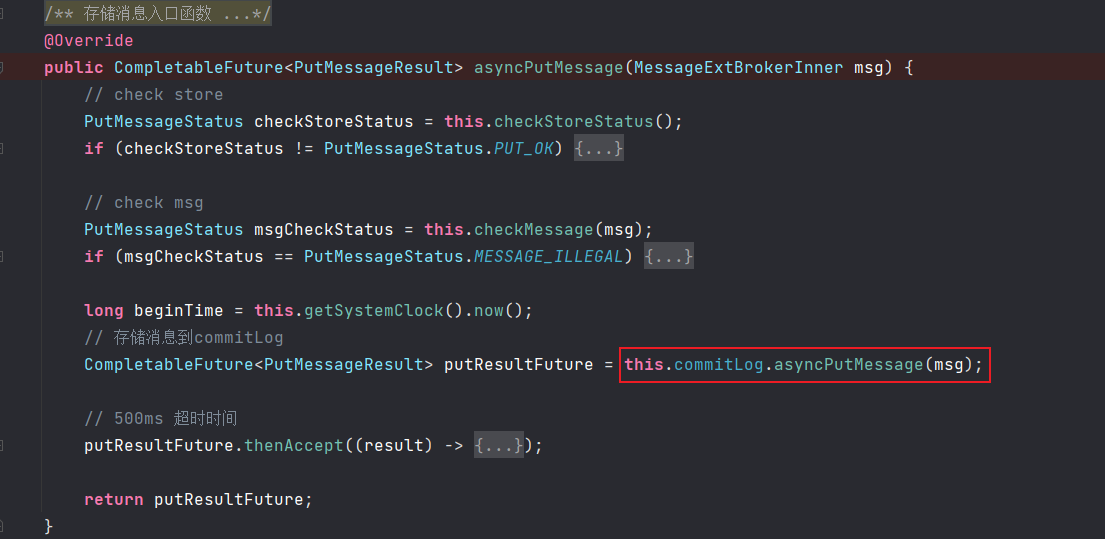 /** 存储消息入口函数 ...*/
@Override
public CompletableFuture<PutMessageResult> asyncPutMessage(MessageExtBrokerInner msg) {
// check store
PutMessageStatus checkStoreStatus = this.checkStoreStatus();
if (checkStoreStatus != PutMessageStatus.PUT_OK) {...}
// check msg
PutMessageStatus msgCheckStatus = this.checkMessage(msg);
if (msgCheckStatus == PutMessageStatus.MESSAGE_ILLEGAL) {...}
long beginTime = this.getSystemClock().now();
// 存储消息到commitLog
CompletableFuture<PutMessageResult> putResultFuture = this.commitLog.asyncPutMessage(msg);
// 500ms 超时时间
putResultFuture.thenAccept((result) -> {...});
return putResultFuture;
}